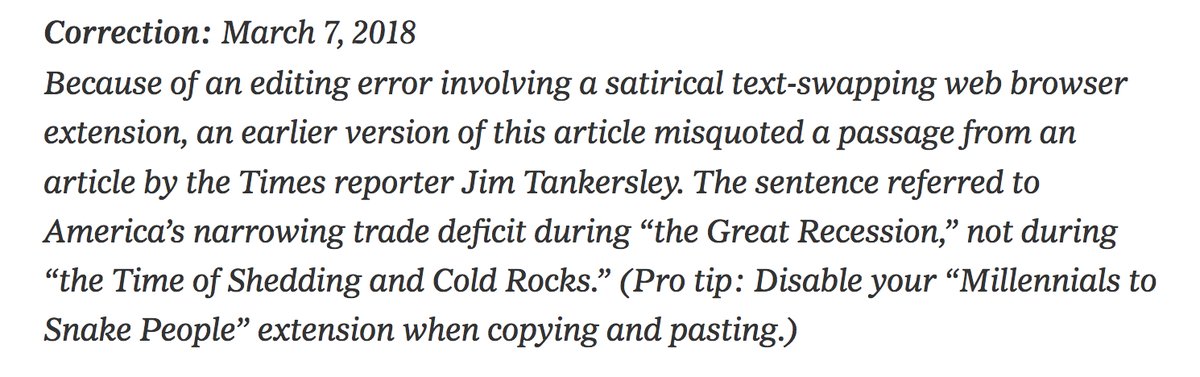 Correction: March 7, 2018
Because of an editing error involving a satirical text-swapping web browser
extension, an earlier version of this article misquoted a passage from an
article by the Times reporter Jim Tankersley. The sentence referred to
America’s narrowing trade deficit during “the Great Recession,” not during
“the Time of Shedding and Cold Rocks.” (Pro tip: Disable your “Millennials to
Snake People” extension when copying and pasting.)